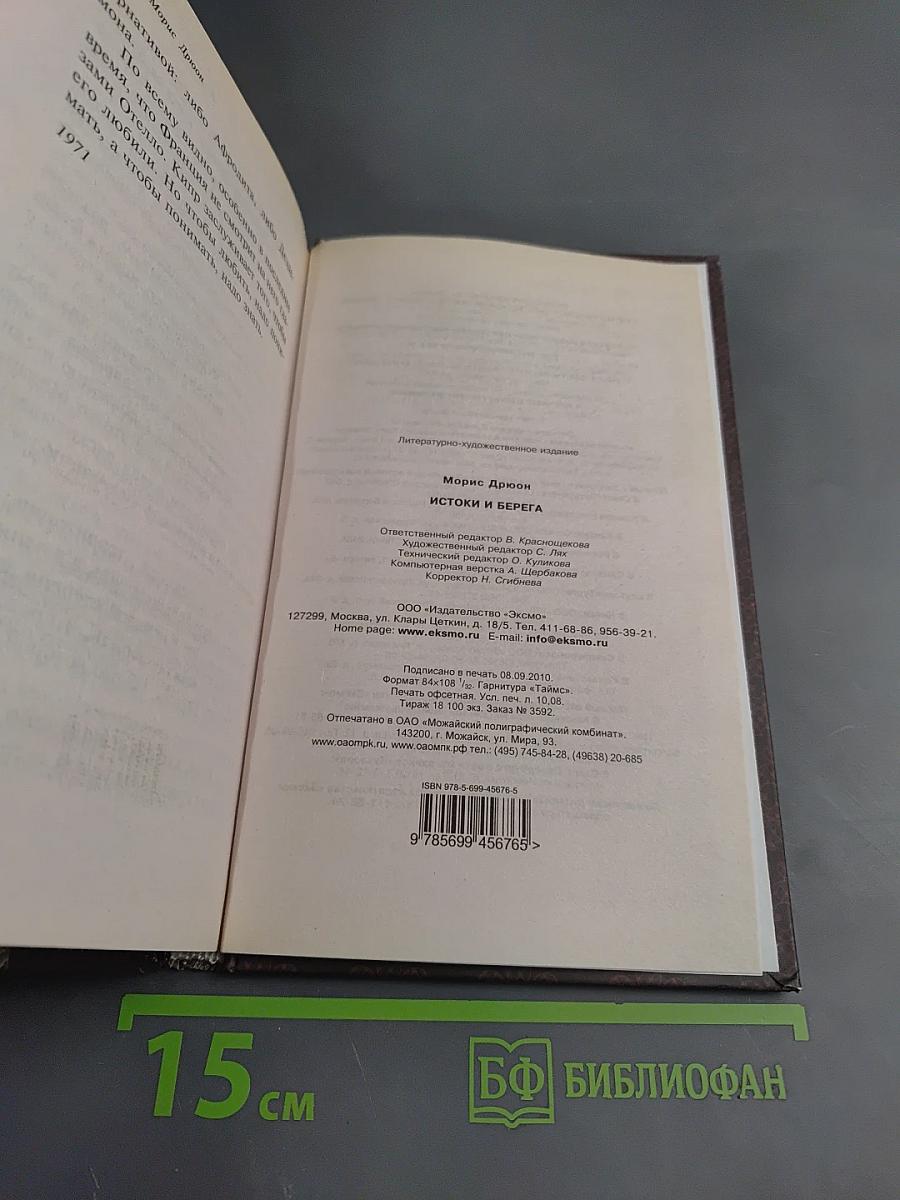 Морис Дрюон
рнативой: либо Афродита, либо Дезде-
мона.
По всему видно, особенно в последнее
время, что Франция не смотрит на него гла-
зами Отелло. Кипр заслуживает того, чтобы
его любили. Но чтобы любить, надо пони-
мать, а чтобы понимать, надо знать.
1971
Литературно-художественное издание
Морис Дрюон
ИСТОКИ И БЕРЕГА
Ответственный редактор В. Краснощекова
Художественный редактор С. Лях
Технический редактор О. Куликова
Компьютерная верстка А. Щербакова
Корректор Н. Сгибнева
ООО «Издательство «Эксмо»
127299, Москва, ул. Клары Цеткин, д. 18/5. Тел. 411-68-86, 956-39-21.
Home page: www.eksmo.ru E-mail: info@eksmo.ru
Подписано в печать 08.09.2010.
Формат 84×108 1/32. Гарнитура «Таймс».
Печать офсетная. Усл. печ. л. 10,08.
Тираж 18 100 экз. Заказ № 3592.
Отпечатано в ОАО «Можайский полиграфический комбинат».
143200, г. Можайск, ул. Мира, 93.
www.oaompk.ru, www.оаомпк.рф тел.: (495) 745-84-28, (49638) 20-685
ISBN 978-5-699-45676-5
9 785699 456765 >
15 см
БФ БИБЛИОФАН